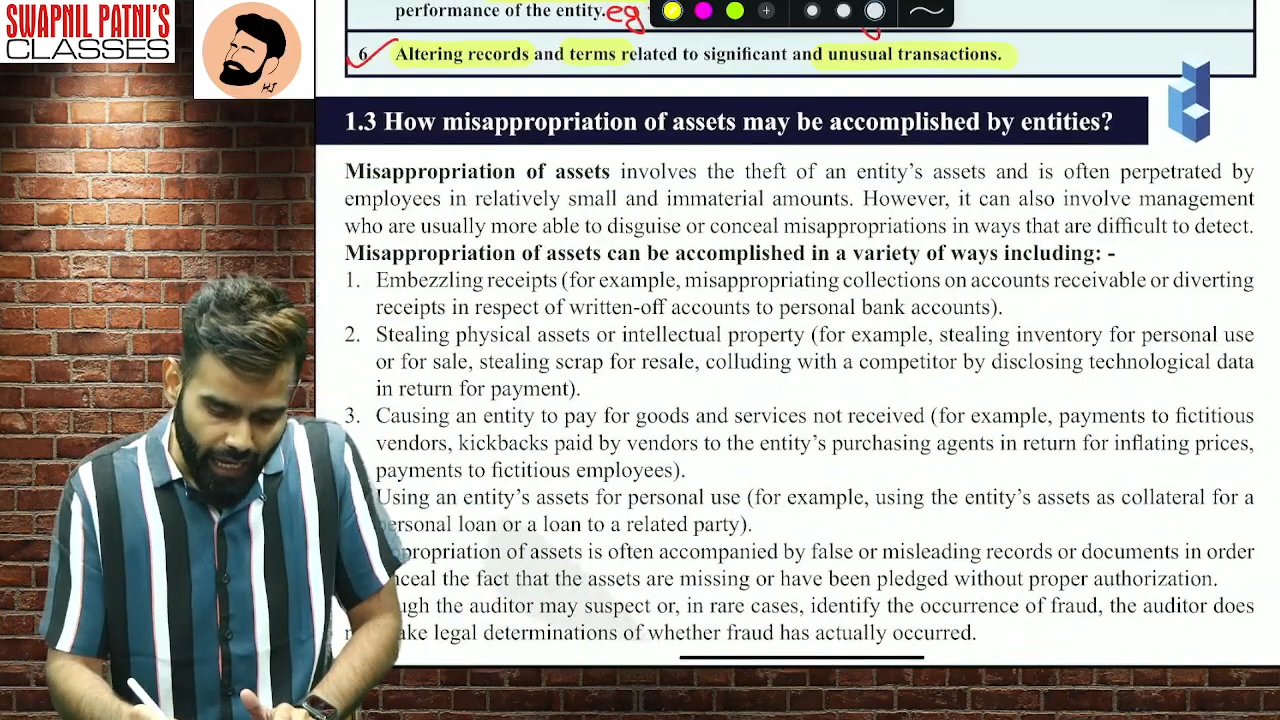 SWAPNIL PATNI'S
CLASSES
performance of the entity. eg
6 Altering records and terms related to significant and unusual transactions.
1.3 How misappropriation of assets may be accomplished by entities?
Misappropriation of assets involves the theft of an entity's assets and is often perpetrated by
employees in relatively small and immaterial amounts. However, it can also involve management
who are usually more able to disguise or conceal misappropriations in ways that are difficult to detect.
Misappropriation of assets can be accomplished in a variety of ways including: -
1. Embezzling receipts (for example, misappropriating collections on accounts receivable or diverting
receipts in respect of written-off accounts to personal bank accounts).
2. Stealing physical assets or intellectual property (for example, stealing inventory for personal use
or for sale, stealing scrap for resale, colluding with a competitor by disclosing technological data
in return for payment).
3. Causing an entity to pay for goods and services not received (for example, payments to fictitious
vendors, kickbacks paid by vendors to the entity's purchasing agents in return for inflating prices,
payments to fictitious employees).
Using an entity's assets for personal use (for example, using the entity's assets as collateral for a
personal loan or a loan to a related party).
of assets is often accompanied by false or misleading records or documents in order
the fact that the assets are missing or have been pledged without proper authorization.
the auditor may suspect or, in rare cases, identify the occurrence of fraud, the auditor does
legal determinations of whether fraud has actually occurred.